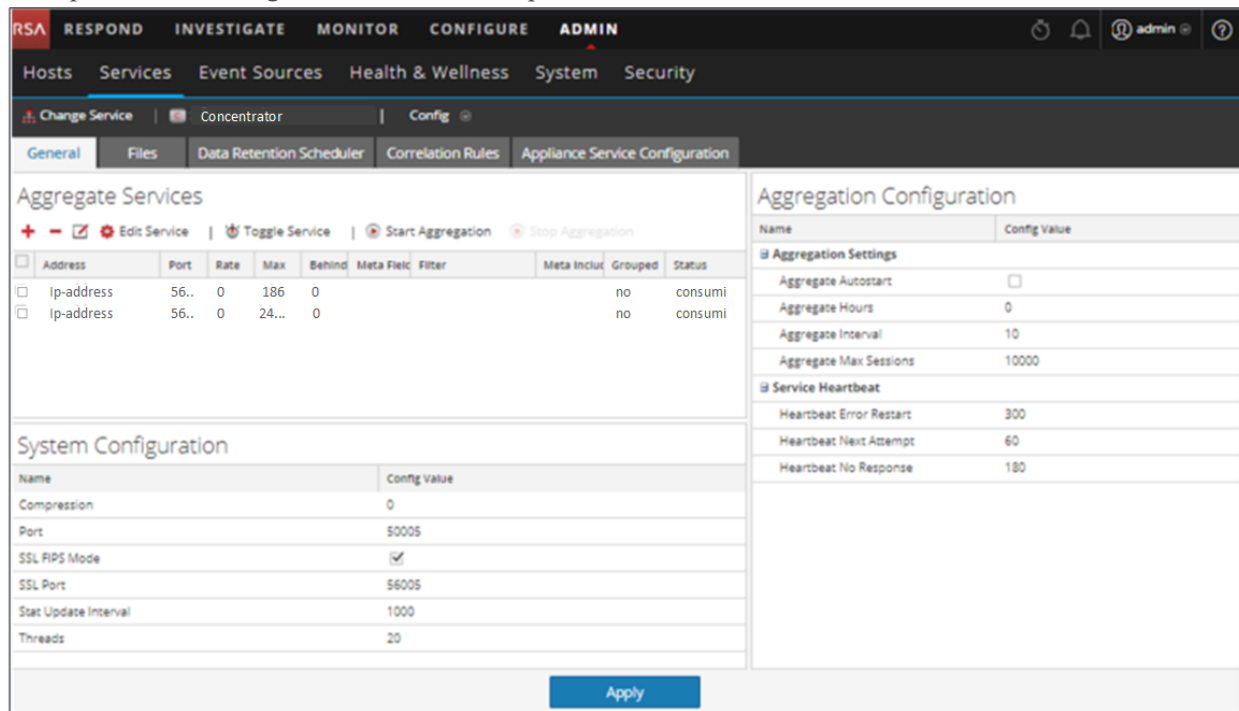 RSA RESPOND INVESTIGATE MONITOR CONFIGURE ADMIN admin ?
Hosts Services Event Sources Health & Wellness System Security
Change Service | Concentrator | Config
General Files Data Retention Scheduler Correlation Rules Appliance Service Configuration
Aggregate Services
Edit Service | Toggle Service | Start Aggregation Stop Aggregation
Address Port Rate Max Behind Meta Field Filter Meta Includ Grouped Status
Ip-address 56.. 0 186 0 no consumi
Ip-address 56.. 0 24... 0 no consumi
System Configuration
Name Config Value
Compression 0
Port 50005
SSL FIPS Mode
SSL Port 56005
Stat Update Interval 1000
Threads 20
Aggregation Configuration
Name Config Value
Aggregation Settings
Aggregate Autostart
Aggregate Hours 0
Aggregate Interval 10
Aggregate Max Sessions 10000
Service Heartbeat
Heartbeat Error Restart 300
Heartbeat Next Attempt 60
Heartbeat No Response 180
Apply